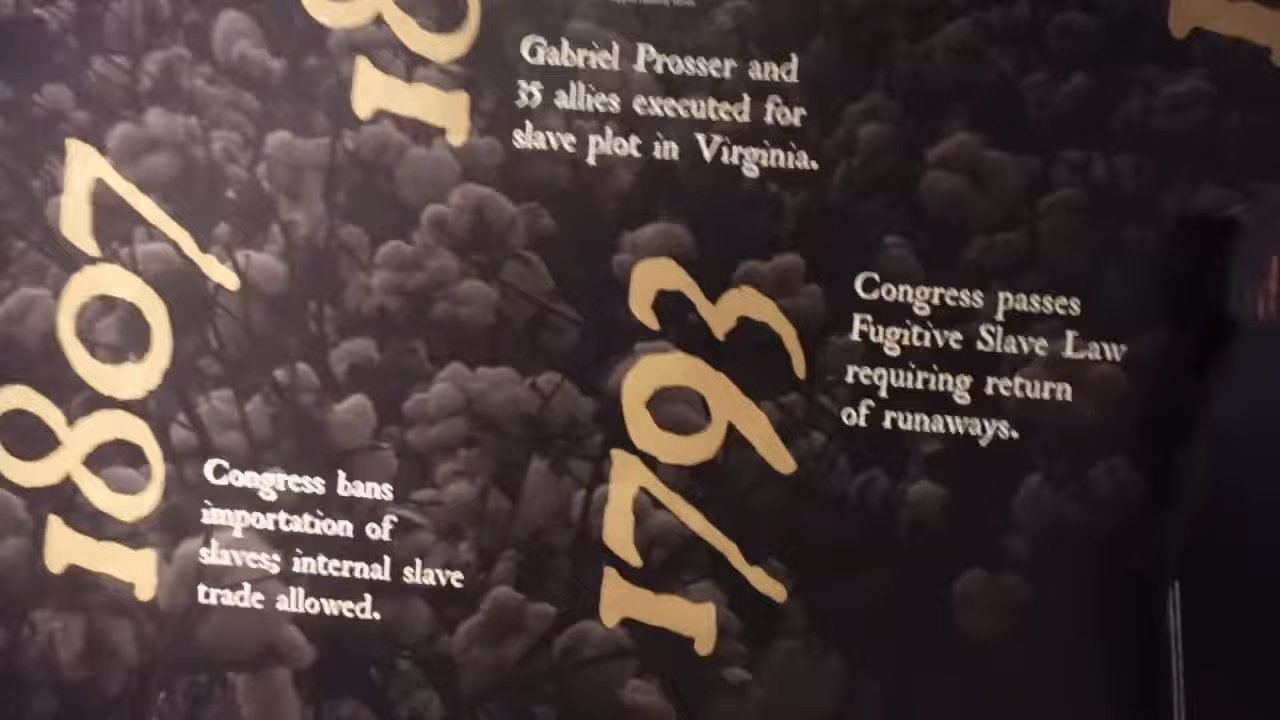 18
Gabriel Prosser and
35 allies executed for
slave plot in Virginia.
1807
Congress bans
importation of
slaves; internal slave
trade allowed.
1793
Congress passes
Fugitive Slave Law
requiring return
of runaways.